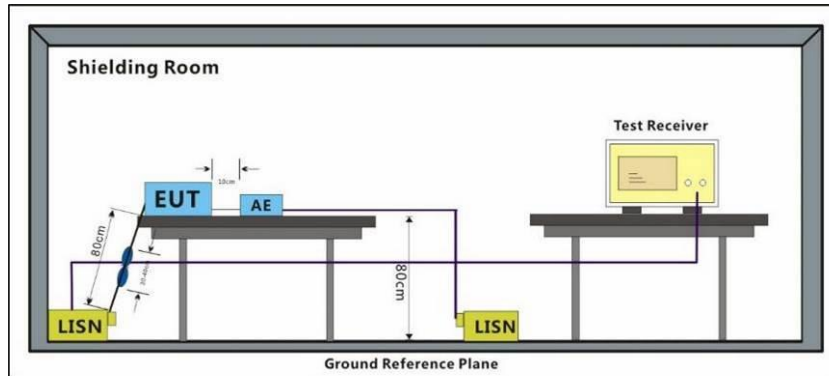 Shielding Room
Test Receiver
10cm
EUT
AE
80cm
80cm
LISN
LISN
Ground Reference Plane